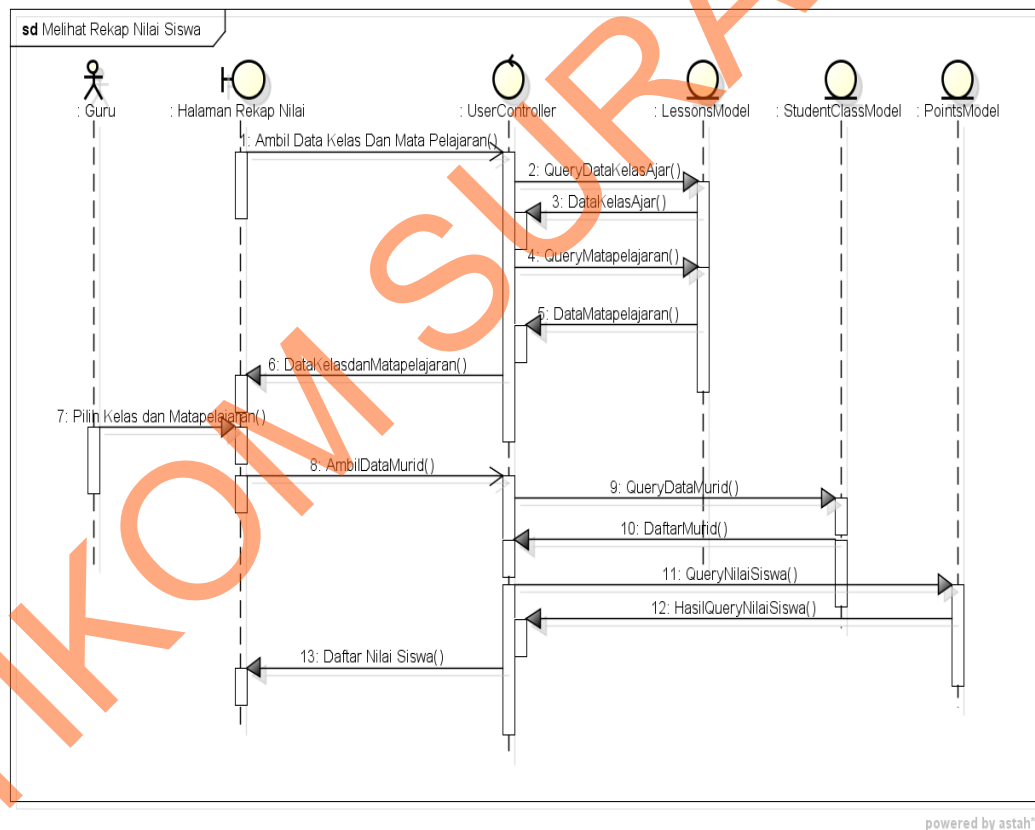 sd Melihat Rekap Nilai Siswa
: Guru
: Halaman Rekap Nilai
: UserController
: LessonsModel
: StudentClassModel
: PointsModel
1: Ambil Data Kelas Dan Mata Pelajaran()
2: QueryDataKelasAjar()
3: DataKelasAjar()
4: QueryMatapelajaran()
5: DataMatapelajaran()
6: DataKelasdanMatapelajaran()
7: Pilih Kelas dan Matapelajaran()
8: AmbilDataMurid()
9: QueryDataMurid()
10: DaftarMurid()
11: QueryNilaiSiswa()
12: HasilQueryNilaiSiswa()
13: Daftar Nilai Siswa()
IKOM SURA
powered by astah*